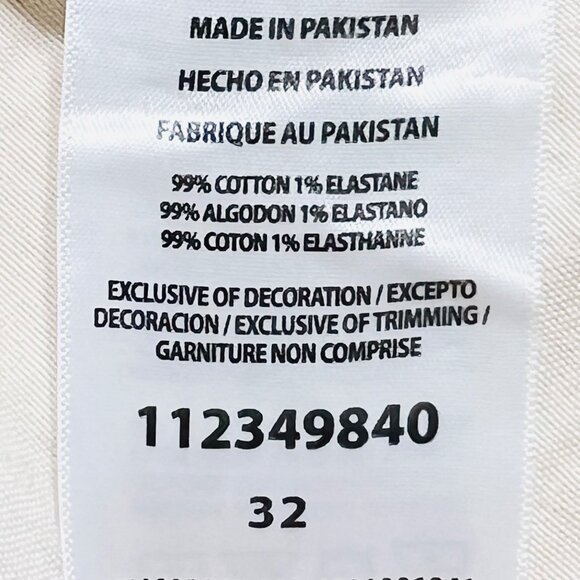 MADE IN PAKISTAN
HECHO EN PAKISTAN
FABRIQUE AU PAKISTAN
99% COTTON 1% ELASTANE
99% ALGODON 1% ELASTANO
99% COTON 1% ELASTHANNE
EXCLUSIVE OF DECORATION / EXCEPTO
DECORACION / EXCLUSIVE OF TRIMMING /
GARNITURE NON COMPRISE
112349840
32